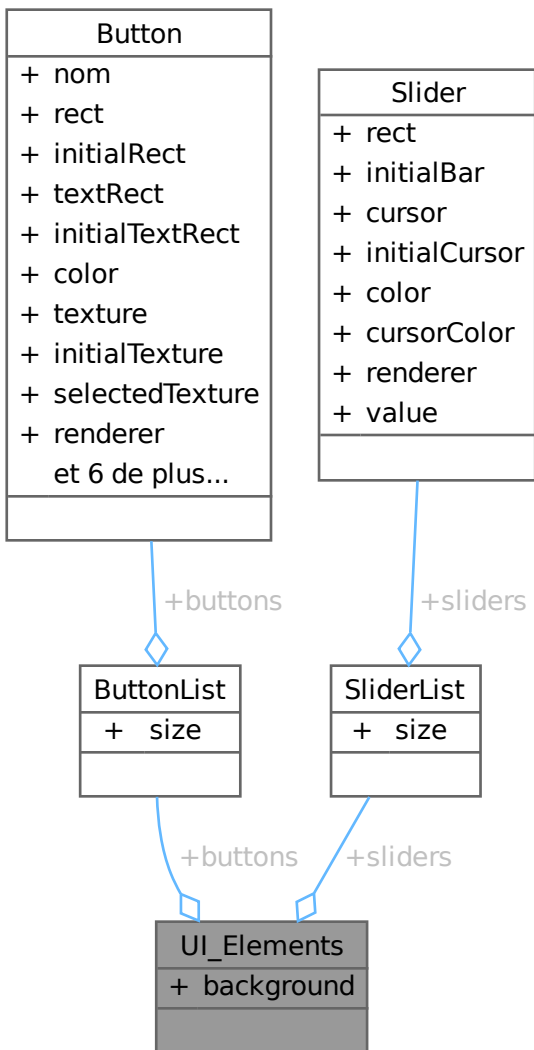 Button
+ nom
+ rect
+ initialRect
+ textRect
+ initialTextRect
+ color
+ texture
+ initialTexture
+ selectedTexture
+ renderer
et 6 de plus...
Slider
+ rect
+ initialBar
+ cursor
+ initialCursor
+ color
+ cursorColor
+ renderer
+ value
+buttons
+sliders
ButtonList
+ size
SliderList
+ size
+buttons
+sliders
UI_Elements
+ background